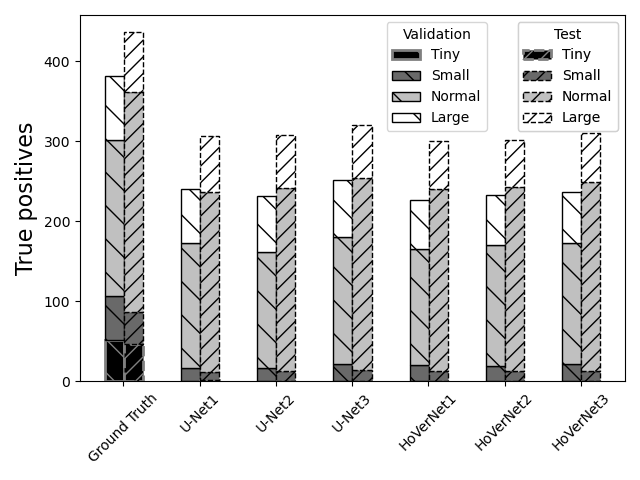 True positives
400
300
200
100
0
Validation
Tiny
Small
Normal
Large
Test
Tiny
Small
Normal
Large
Ground Truth
U-Net1
U-Net2
U-Net3
HoVerNet1
HoVerNet2
HoVerNet3